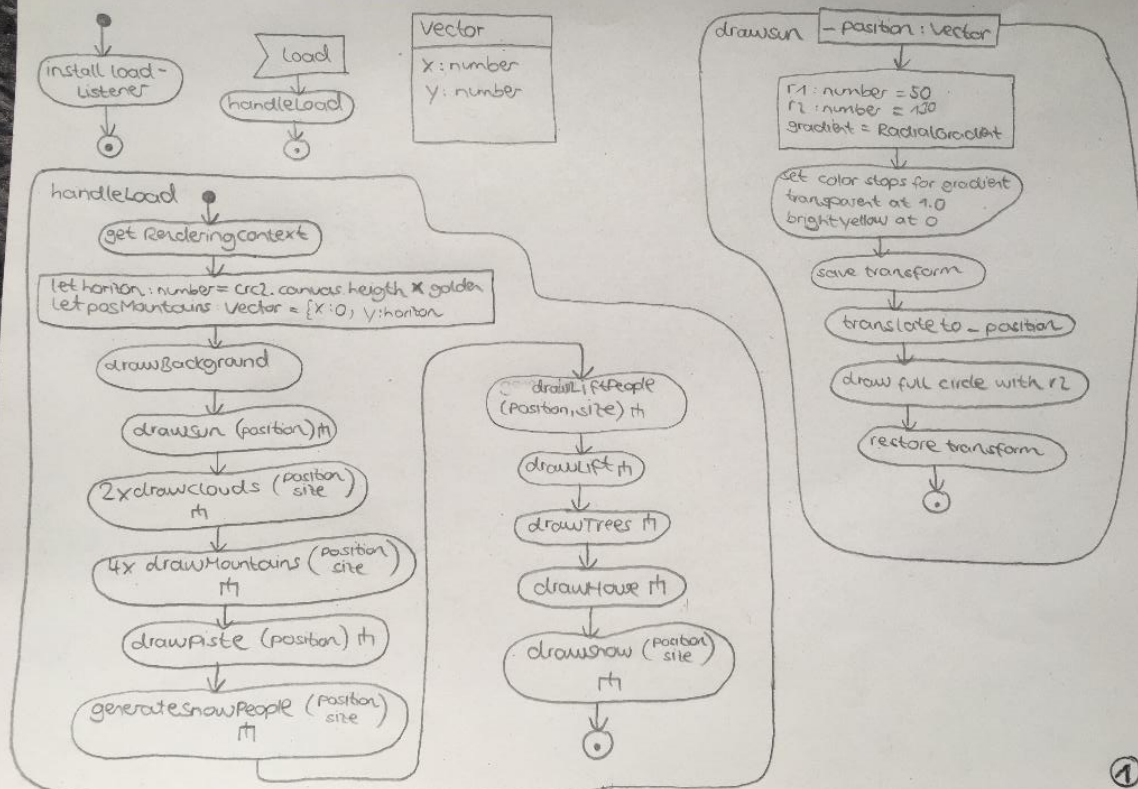 install load-
Listener
Load
handleLoad
Vector
x: number
y: number
handleLoad
get Renderingcontext
let horizon: number = crc2.canvas.heigth * golden
let posMountains: Vector = {x:0, y:horizon
drawBackground
drawSun (position)
2x drawClouds (position
size)
4x drawMountains (position
size)
drawPiste (position)
generateSnowPeople (position
size)
drawLiftPeople
(position, size)
drawLift
drawTrees
drawHouse
drawSnow (position
size)
drawSun
_position: Vector
r1: number = 50
r2: number = 130
gradient = RadialGradient
set color stops for gradient
transparent at 1.0
brightyellow at 0
save transform
translate to _position
draw full circle with r2
restore transform
1